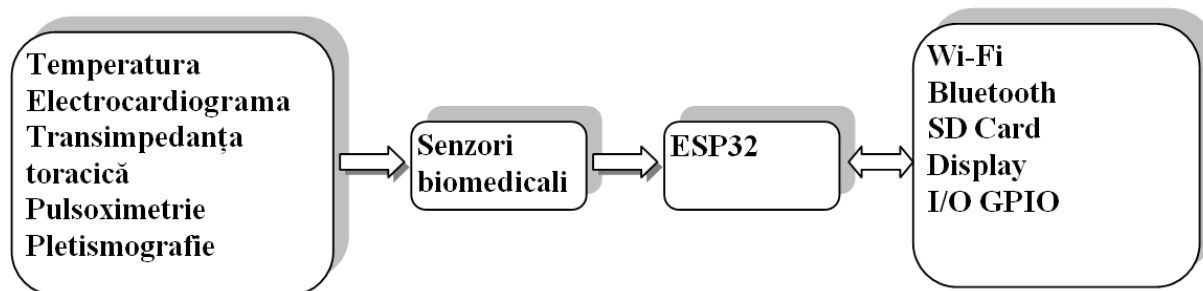 Temperatura
Electrocardiograma
Transimpedanța
toracică
Pulsoximetrie
Pletismografie
Senzori
biomedicali
ESP32
Wi-Fi
Bluetooth
SD Card
Display
I/O GPIO